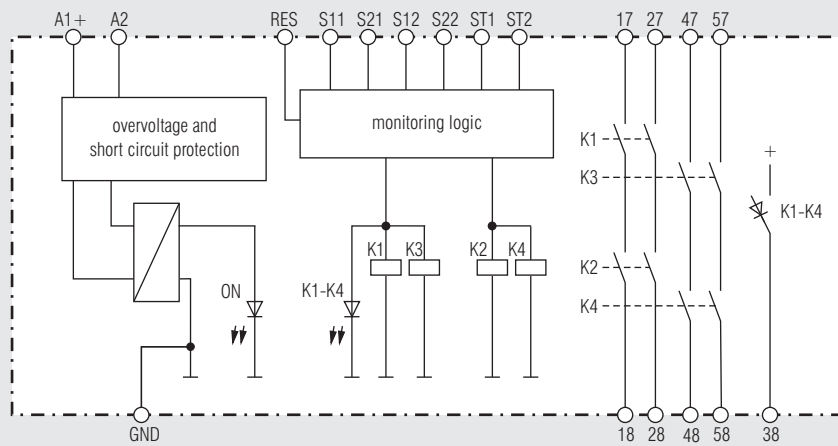 A1+ A2 RES S11 S21 S12 S22 ST1 ST2 17 27 47 57
overvoltage and
short circuit protection
monitoring logic
K1
K3
+
K1-K4
K1 K3 K2 K4
K2
ON K1-K4
K4
GND 18 28 48 58 38